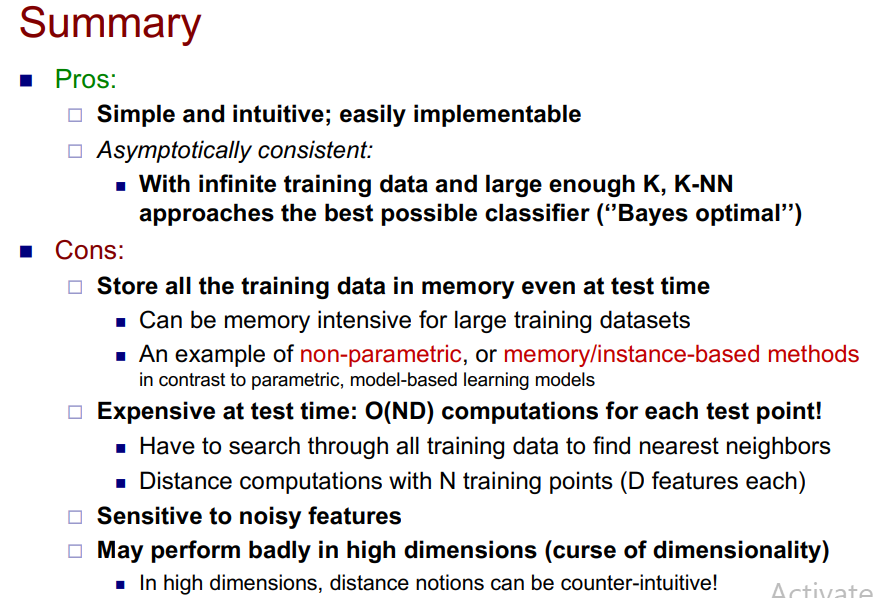 Summary
Pros:
Simple and intuitive; easily implementable
Asymptotically consistent:
With infinite training data and large enough K, K-NN
approaches the best possible classifier (‘’Bayes optimal’’)
Cons:
Store all the training data in memory even at test time
Can be memory intensive for large training datasets
An example of non-parametric, or memory/instance-based methods
in contrast to parametric, model-based learning models
Expensive at test time: O(ND) computations for each test point!
Have to search through all training data to find nearest neighbors
Distance computations with N training points (D features each)
Sensitive to noisy features
May perform badly in high dimensions (curse of dimensionality)
In high dimensions, distance notions can be counter-intuitive!
Activate